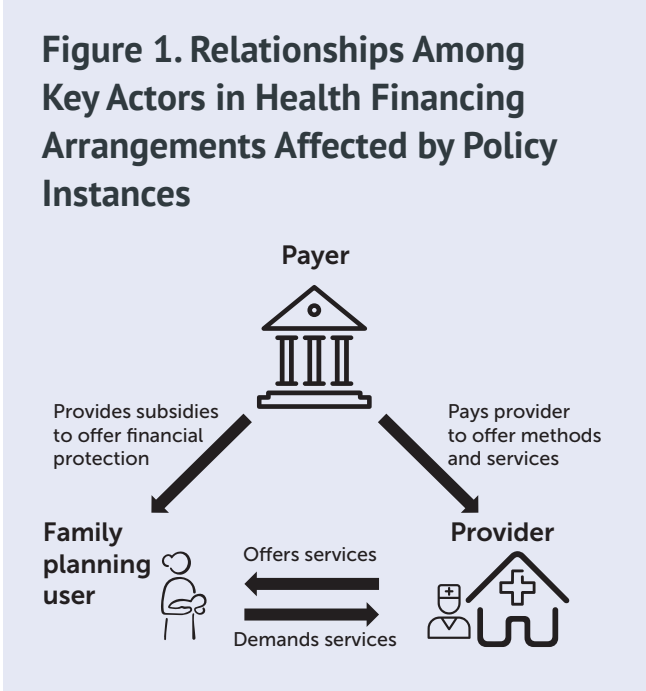 Figure 1. Relationships Among
Key Actors in Health Financing
Arrangements Affected by Policy
Instances
Payer
Provides subsidies
to offer financial
protection
Pays provider
to offer methods
and services
Family
planning
user
Provider
Offers services
Demands services